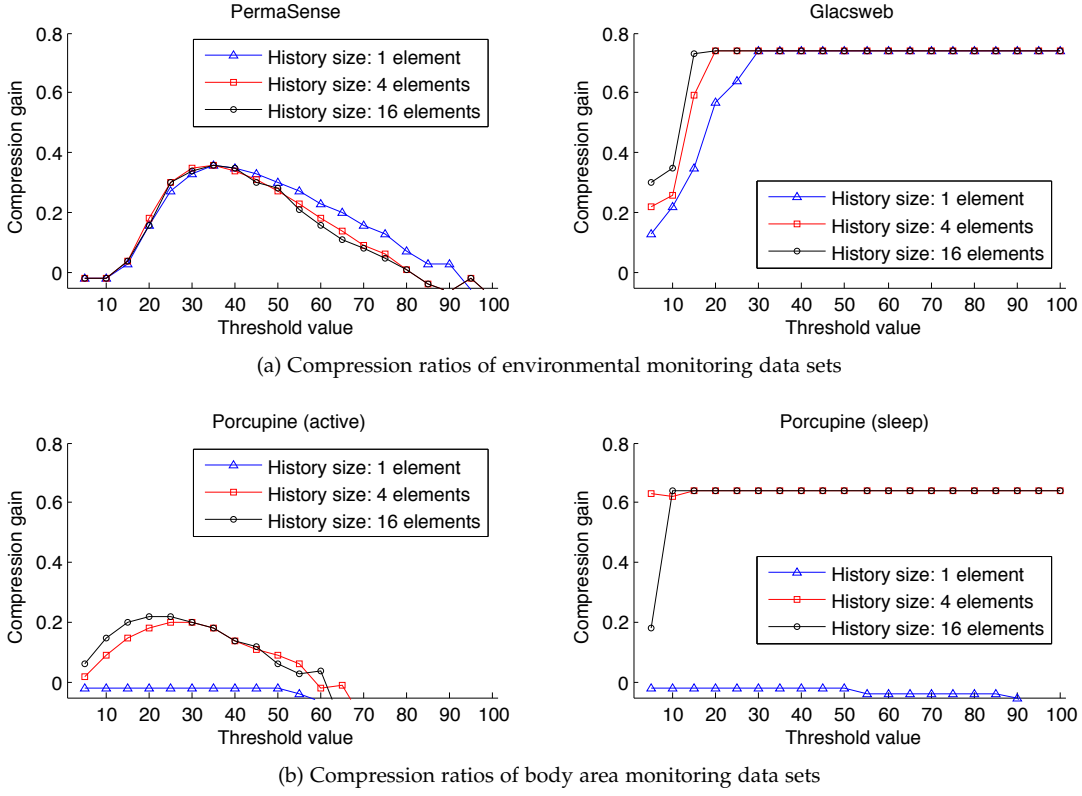 PermaSense
Compression gain
0.8
0.6
0.4
0.2
0
History size: 1 element
History size: 4 elements
History size: 16 elements
10 20 30 40 50 60 70 80 90 100
Threshold value
Glacsweb
Compression gain
0.8
0.6
0.4
0.2
0
History size: 1 element
History size: 4 elements
History size: 16 elements
10 20 30 40 50 60 70 80 90 100
Threshold value
(a) Compression ratios of environmental monitoring data sets
Porcupine (active)
Compression gain
0.8
0.6
0.4
0.2
0
History size: 1 element
History size: 4 elements
History size: 16 elements
10 20 30 40 50 60 70 80 90 100
Threshold value
Porcupine (sleep)
Compression gain
0.8
0.6
0.4
0.2
0
History size: 1 element
History size: 4 elements
History size: 16 elements
10 20 30 40 50 60 70 80 90 100
Threshold value
(b) Compression ratios of body area monitoring data sets